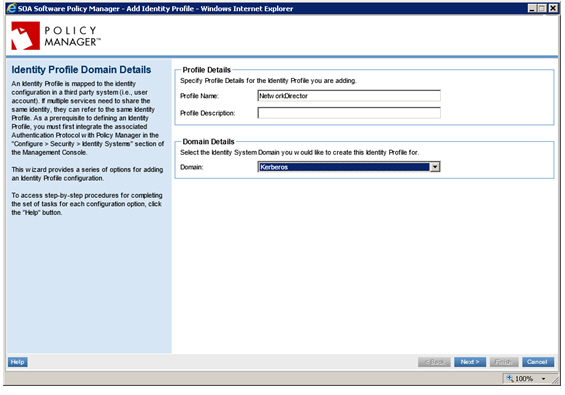 SOA Software Policy Manager - Add Identity Profile - Windows Internet Explorer
POLICY
MANAGER™
Identity Profile Domain Details
An Identity Profile is mapped to the identity
configuration in a third party system (i.e., user
account). If multiple services need to share the
same identity, they can refer to the same Identity
Profile. As a prerequisite to defining an Identity
Profile, you must first integrate the associated
Authentication Protocol with Policy Manager in the
"Configure > Security > Identity Systems" section of
the Management Console.
This wizard provides a series of options for adding
an Identity Profile configuration.
To access step-by-step procedures for completing
the set of tasks for each configuration option, click
the "Help" button.
Profile Details
Specify Profile Details for the Identity Profile you are adding.
Profile Name: NetworkDirector
Profile Description:
Domain Details
Select the Identity System Domain you would like to create this Identity Profile for.
Domain: Kerberos
Help < Back Next > Finish Cancel
100%